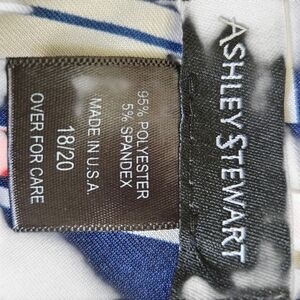 ASHLEY STEWART
95% POLYESTER
5% SPANDEX
MADE IN U.S.A.
18/20
OVER FOR CARE